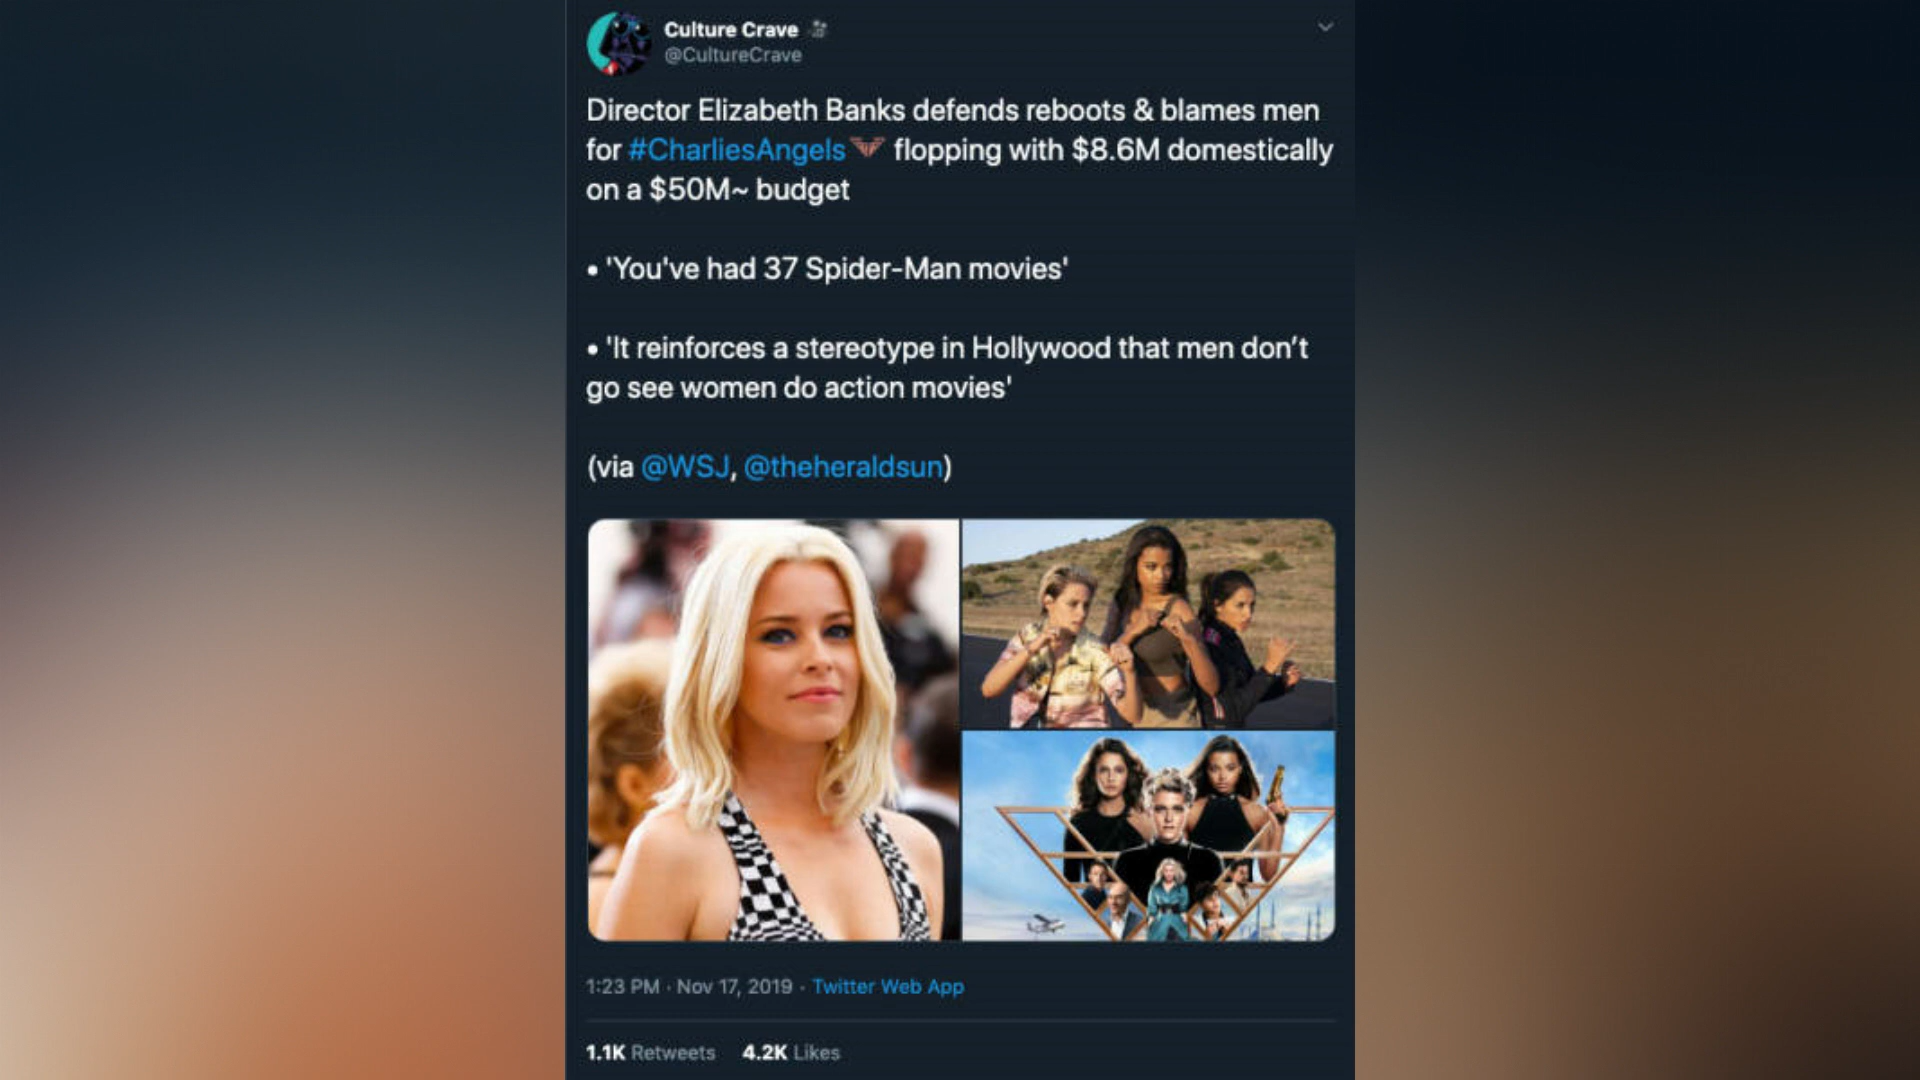 Culture Crave
@CultureCrave
Director Elizabeth Banks defends reboots & blames men
for #CharliesAngels flopping with $8.6M domestically
on a $50M~ budget
• 'You've had 37 Spider-Man movies'
• 'It reinforces a stereotype in Hollywood that men don’t
go see women do action movies'
(via @WSJ, @theheraldsun)
1:23 PM · Nov 17, 2019 · Twitter Web App
1.1K Retweets 4.2K Likes